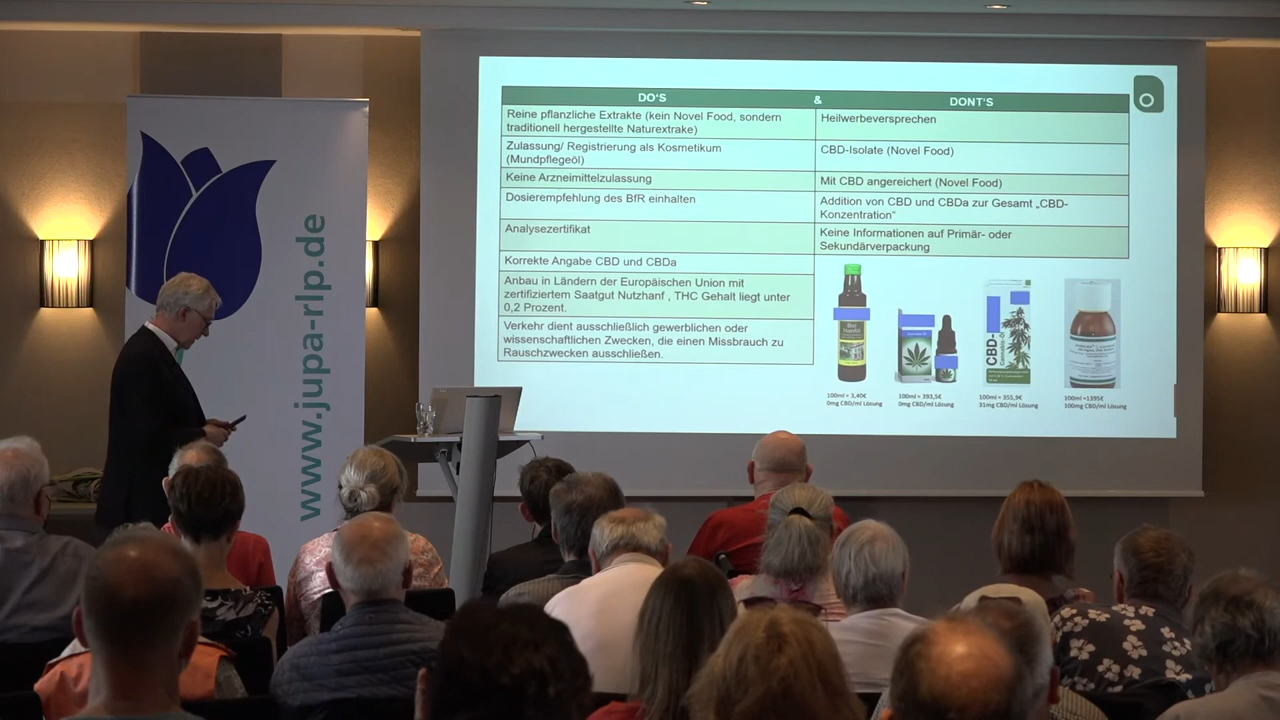 www.jupa-rlp.de
DO'S & DONT'S
Reine pflanzliche Extrakte (kein Novel Food, sondern
traditionell hergestellte Naturextrake)
Heilwerbeversprechen
Zulassung/ Registrierung als Kosmetikum
(Mundpflegeöl)
CBD-Isolate (Novel Food)
Keine Arzneimittelzulassung
Mit CBD angereichert (Novel Food)
Dosierempfehlung des BfR einhalten
Addition von CBD und CBDa zur Gesamt „CBD-
Konzentration“
Analysezertifikat
Keine Informationen auf Primär- oder
Sekundärverpackung
Korrekte Angabe CBD und CBDa
Anbau in Ländern der Europäischen Union mit
zertifiziertem Saatgut Nutzhanf , THC Gehalt liegt unter
0,2 Prozent.
Verkehr dient ausschließlich gewerblichen oder
wissenschaftlichen Zwecken, die einen Missbrauch zu
Rauschzwecken ausschließen.
Hanföl
CBD-
100ml = 3,40€
0mg CBD/ml Lösung
100ml = 393,5€
0mg CBD/ml Lösung
100ml = 355,9€
31mg CBD/ml Lösung
100ml =1395€
100mg CBD/ml Lösung